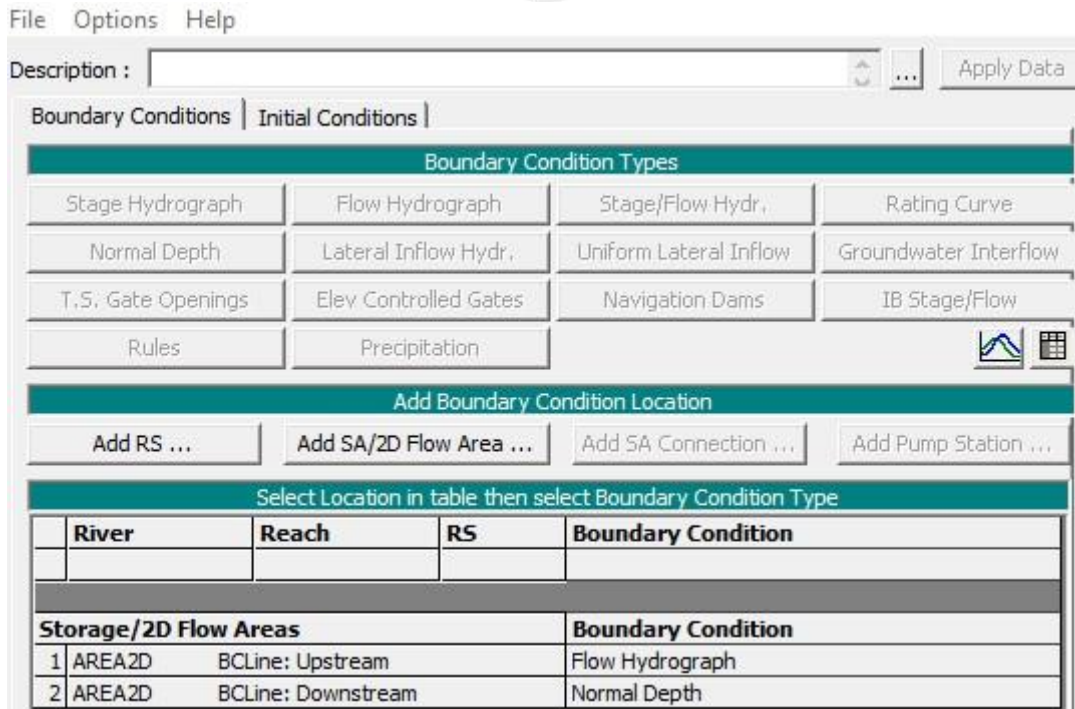 File Options Help
Description : ... Apply Data
Boundary Conditions Initial Conditions
Boundary Condition Types
Stage Hydrograph Flow Hydrograph Stage/Flow Hydr. Rating Curve
Normal Depth Lateral Inflow Hydr. Uniform Lateral Inflow Groundwater Interflow
T.S. Gate Openings Elev Controlled Gates Navigation Dams IB Stage/Flow
Rules Precipitation
Add Boundary Condition Location
Add RS ... Add SA/2D Flow Area ... Add SA Connection ... Add Pump Station ...
Select Location in table then select Boundary Condition Type
River Reach RS Boundary Condition
Storage/2D Flow Areas Boundary Condition
1 AREA2D BCLine: Upstream Flow Hydrograph
2 AREA2D BCLine: Downstream Normal Depth